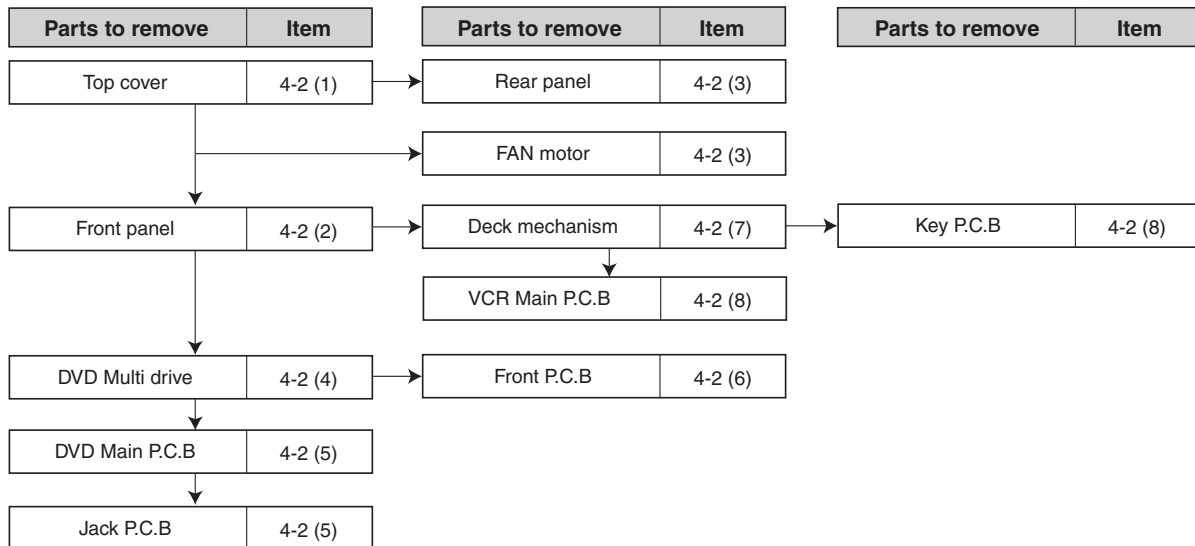 Parts to remove Item Parts to remove Item Parts to remove Item
Top cover 4-2 (1) Rear panel 4-2 (3)
FAN motor 4-2 (3)
Front panel 4-2 (2) Deck mechanism 4-2 (7) Key P.C.B 4-2 (8)
VCR Main P.C.B 4-2 (8)
DVD Multi drive 4-2 (4) Front P.C.B 4-2 (6)
DVD Main P.C.B 4-2 (5)
Jack P.C.B 4-2 (5)